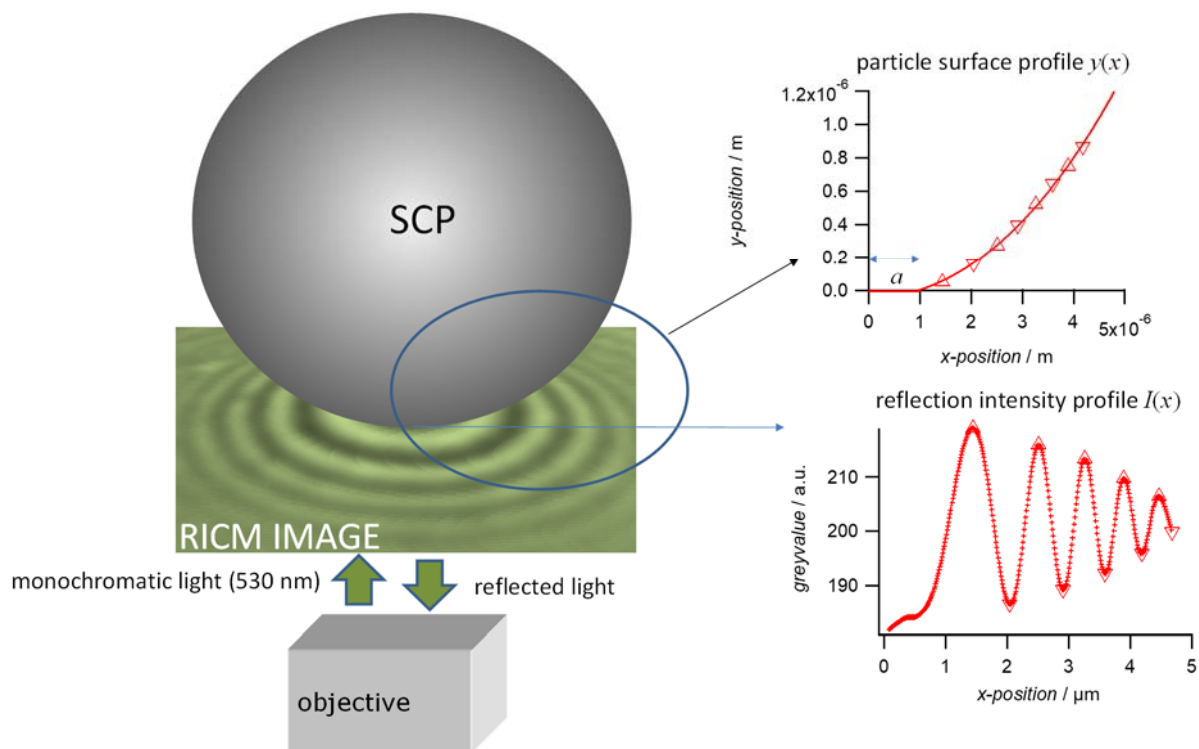 SCP
RICM IMAGE
monochromatic light (530 nm)
reflected light
objective
particle surface profile y(x)
1.2x10⁻⁶
1.0
0.8
0.6
0.4
0.2
0.0
y-position / m
a
0 1 2 3 4 5x10⁻⁶
x-position / m
reflection intensity profile I(x)
210
200
190
greyvalue / a.u.
0 1 2 3 4 5
x-position / µm